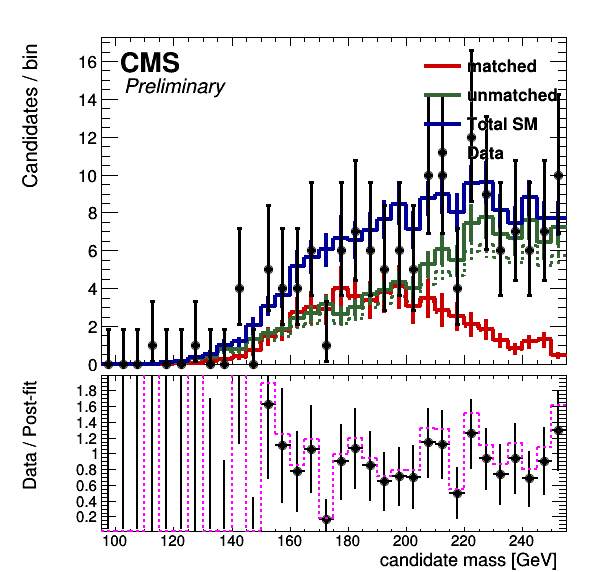 CMS
Preliminary
matched
unmatched
Total SM
Data
Candidates / bin
16
14
12
10
8
6
4
2
0
Data / Post-fit
1.8
1.6
1.4
1.2
1
0.8
0.6
0.4
0.2
100 120 140 160 180 200 220 240
candidate mass [GeV]